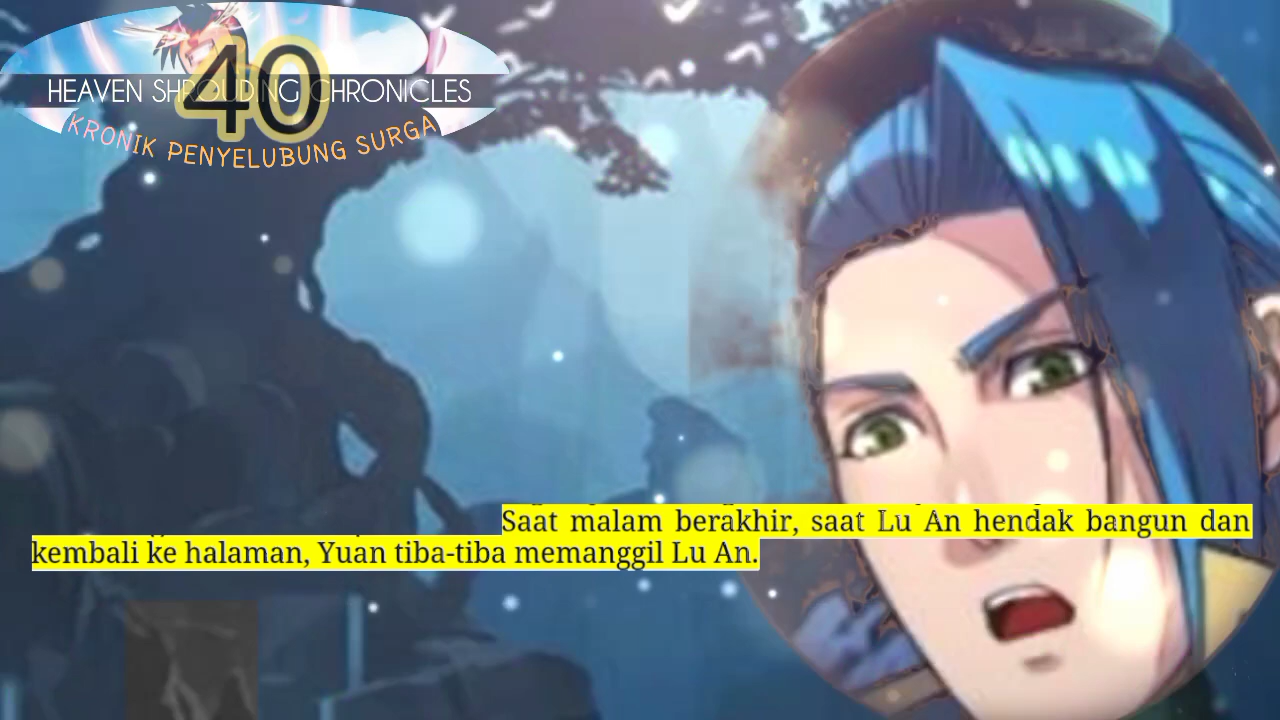 40
HEAVEN SHROUDING CHRONICLES
KRONIK PENYELUBUNG SURGA
Saat malam berakhir, saat Lu An hendak bangun dan
kembali ke halaman, Yuan tiba-tiba memanggil Lu An.